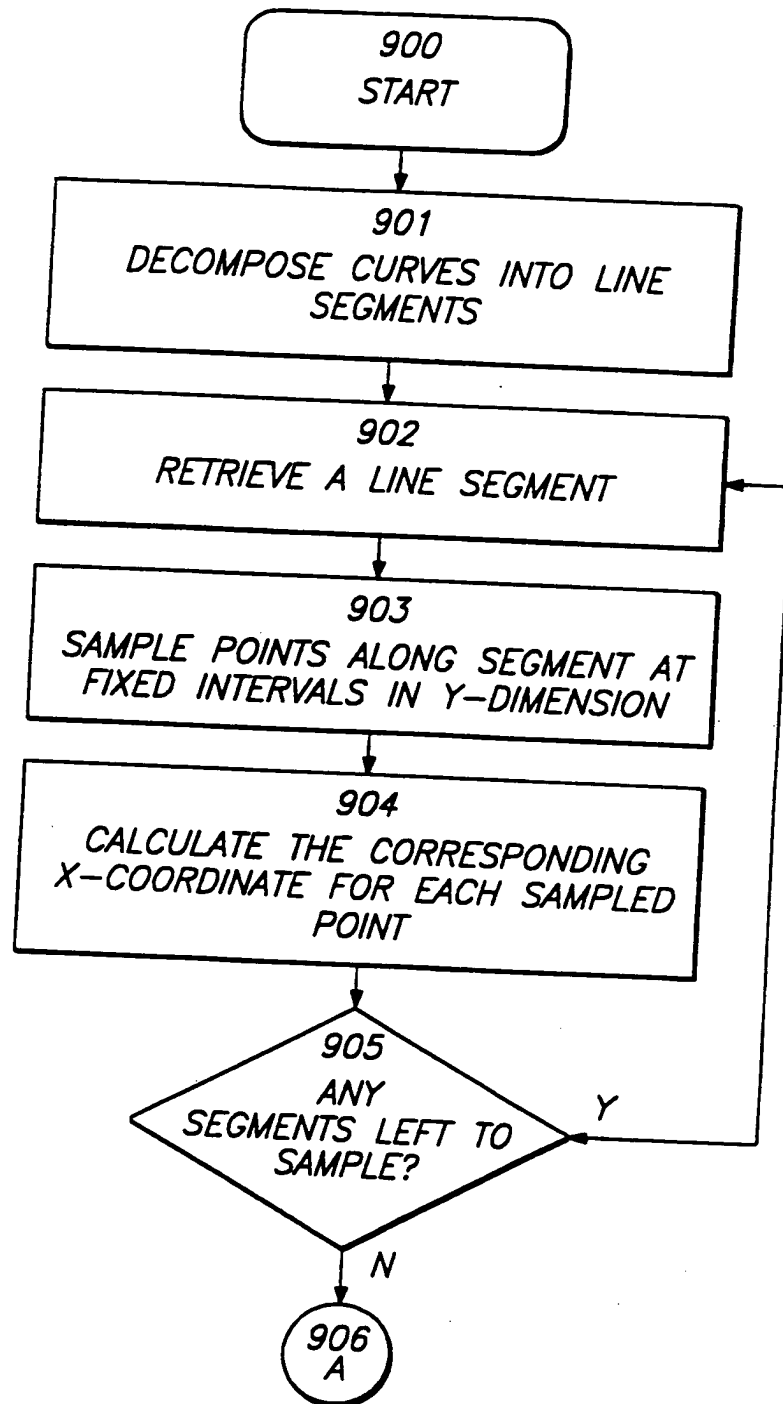 900
START
901
DECOMPOSE CURVES INTO LINE
SEGMENTS
902
RETRIEVE A LINE SEGMENT
903
SAMPLE POINTS ALONG SEGMENT AT
FIXED INTERVALS IN Y-DIMENSION
904
CALCULATE THE CORRESPONDING
X-COORDINATE FOR EACH SAMPLED
POINT
905
ANY
SEGMENTS LEFT TO
SAMPLE?
Y
N
906
A